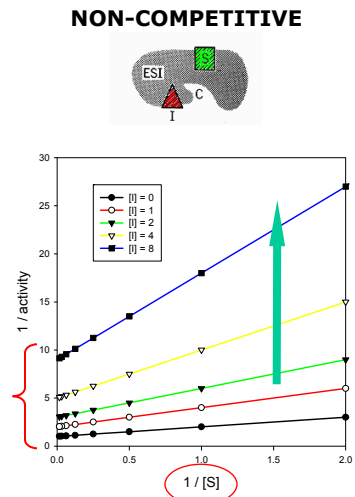 NON-COMPETITIVE
S
ESI
C
I
30
25
20
15
10
5
0
1 / activity
[I] = 0
[I] = 1
[I] = 2
[I] = 4
[I] = 8
0.0 0.5 1.0 1.5 2.0
1 / [S]